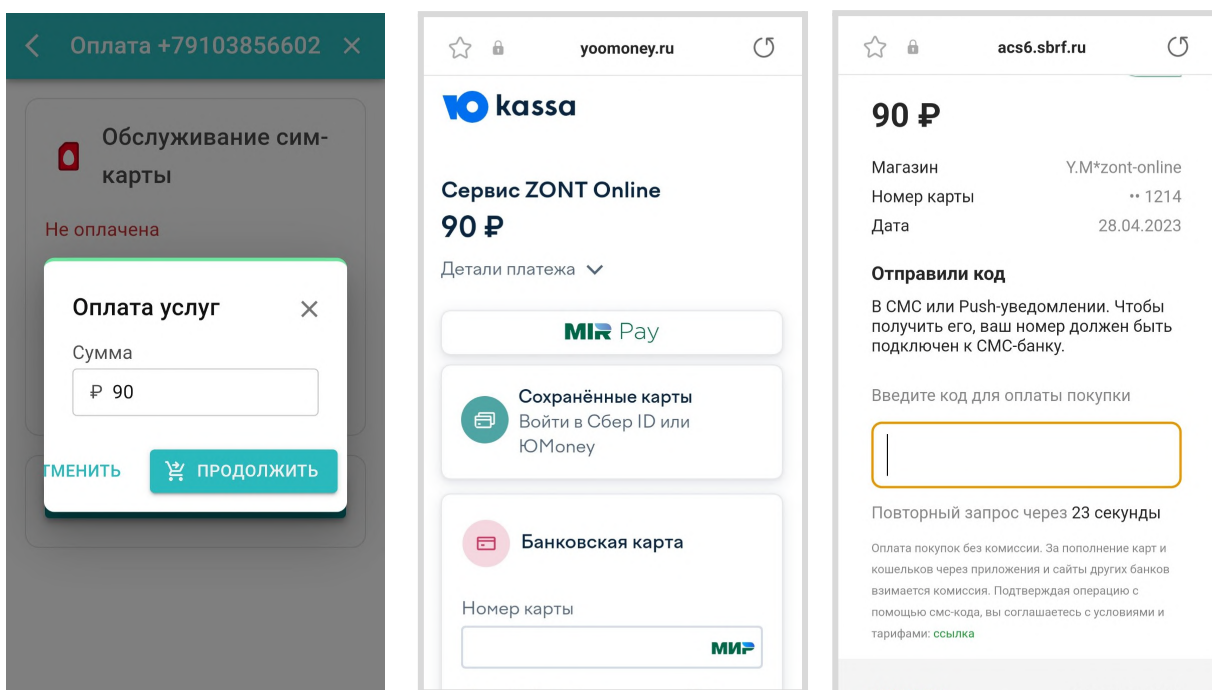 Оплата +79103856602
Обслуживание сим-
карты
Не оплачена
Оплата услуг
Сумма
₽ 90
ТМЕНИТЬ
ПРОДОЛЖИТЬ
yoomoney.ru
Ю kassa
Сервис ZONT Online
90 ₽
Детали платежа
MIR Pay
Сохранённые карты
Войти в Сбер ID или
ЮMoney
Банковская карта
Номер карты
МИР
acs6.sbrf.ru
90 ₽
Магазин Y.M*zont-online
Номер карты •• 1214
Дата 28.04.2023
Отправили код
В СМС или Push-уведомлении. Чтобы
получить его, ваш номер должен быть
подключен к СМС-банку.
Введите код для оплаты покупки
Повторный запрос через 23 секунды
Оплата покупок без комиссии. За пополнение карт и
кошельков через приложения и сайты других банков
взимается комиссия. Подтверждая операцию с
помощью смс-кода, вы соглашаетесь с условиями и
тарифами: ссылка